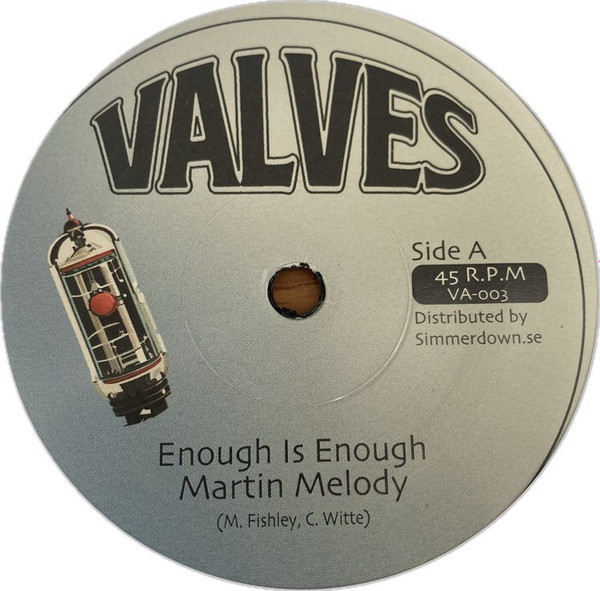 VALVES
Side A
45 R.P.M
VA-003
Distributed by
Simmerdown.se
Enough Is Enough
Martin Melody
(M. Fishley, C. Witte)